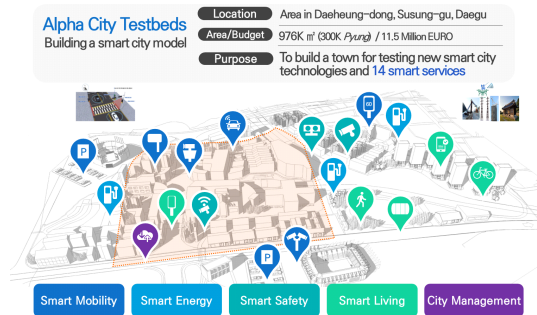 Alpha City Testbeds
Building a smart city model
Location
Area in Daeheung-dong, Susung-gu, Daegu
Area/Budget
976K ㎡ (300K Pyung) / 11.5 Million EURO
Purpose
To build a town for testing new smart city
technologies and 14 smart services
60
P
P
Smart Mobility
Smart Energy
Smart Safety
Smart Living
City Management